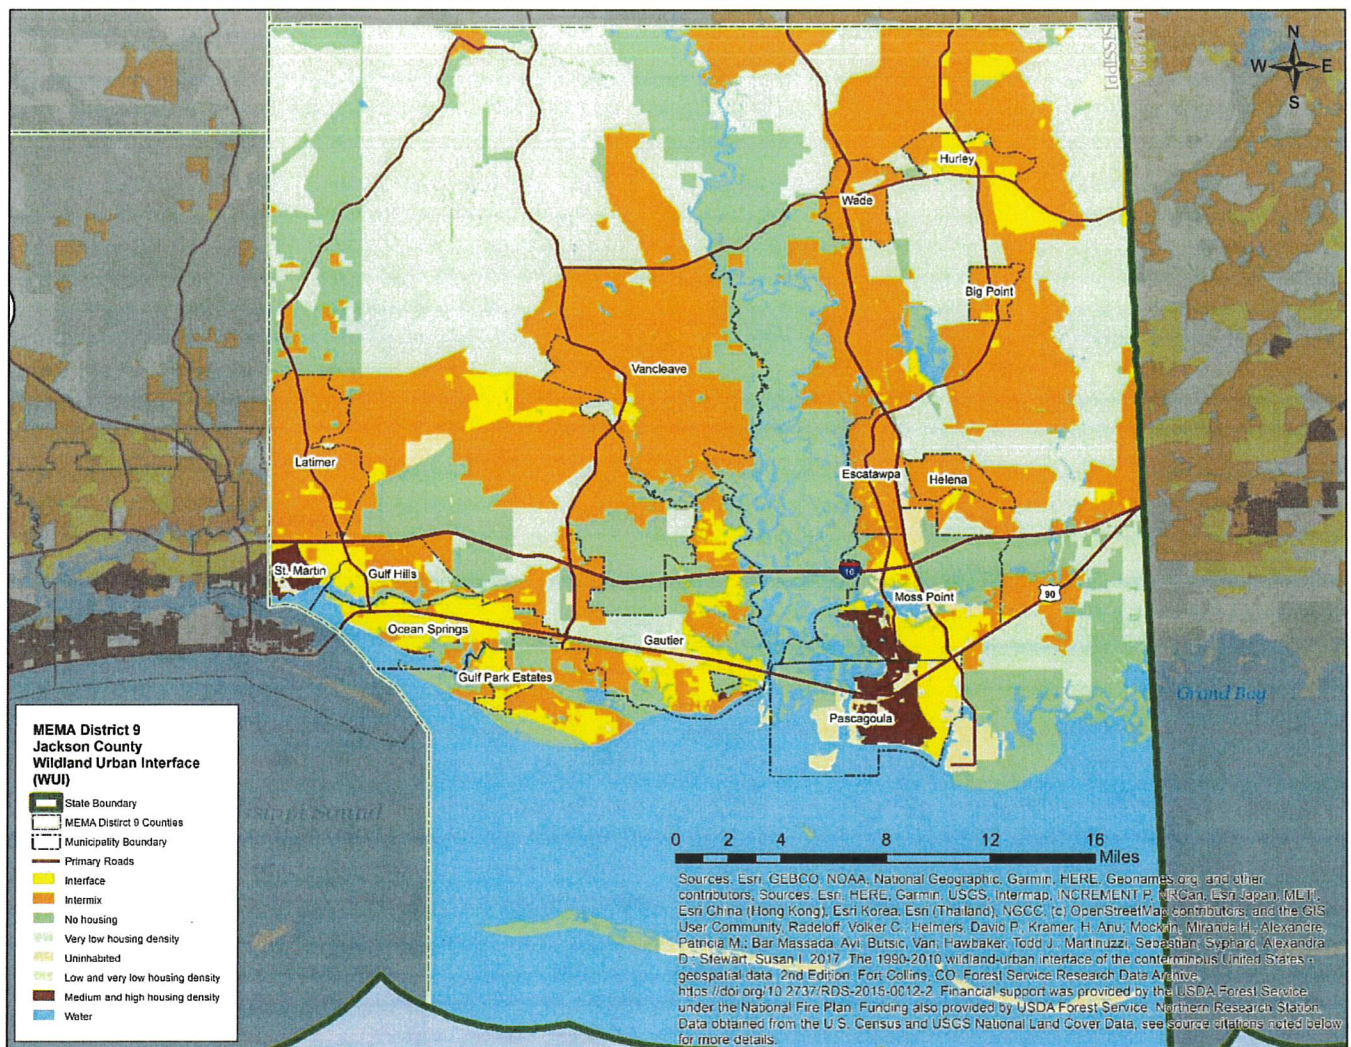 SISSIPPI
N
W
E
S
Hurley
Wade
Big Point
Vancleave
Latimer
Escatawpa
Helena
I-10
St. Martin
Gulf Hills
10
Moss Point
90
Ocean Springs
Gautier
Gulf Park Estates
Grand Bay
Pascagoula
MEMA District 9
Jackson County
Wildland Urban Interface
(WUI)
State Boundary
MEMA Distirct 9 Counties
Municipality Boundary
Primary Roads
Interface
Intermix
No housing
Very low housing density
Uninhabited
Low and very low housing density
Medium and high housing density
Water
ssippi Sound
0 2 4 8 12 16
Miles
Sources: Esri, GEBCO, NOAA, National Geographic, Garmin, HERE, Geonames.org, and other
contributors, Sources: Esri, HERE, Garmin, USGS, Intermap, INCREMENT P, NRCan, Esri Japan, METI,
Esri China (Hong Kong), Esri Korea, Esri (Thailand), NGCC, (c) OpenStreetMap contributors, and the GIS
User Community, Radeloff, Volker C.; Helmers, David P.; Kramer, H. Anu; Mockrin, Miranda H.; Alexandre,
Patricia M.; Bar Massada, Avi; Butsic, Van; Hawbaker, Todd J.; Martinuzzi, Sebastian; Syphard, Alexandra
D.; Stewart, Susan I. 2017. The 1990-2010 wildland-urban interface of the conterminous United States -
geospatial data. 2nd Edition. Fort Collins, CO: Forest Service Research Data Archive.
https://doi.org/10.2737/RDS-2015-0012-2. Financial support was provided by the USDA Forest Service
under the National Fire Plan. Funding also provided by USDA Forest Service, Northern Research Station.
Data obtained from the U.S. Census and USGS National Land Cover Data, see source citations noted below
for more details.